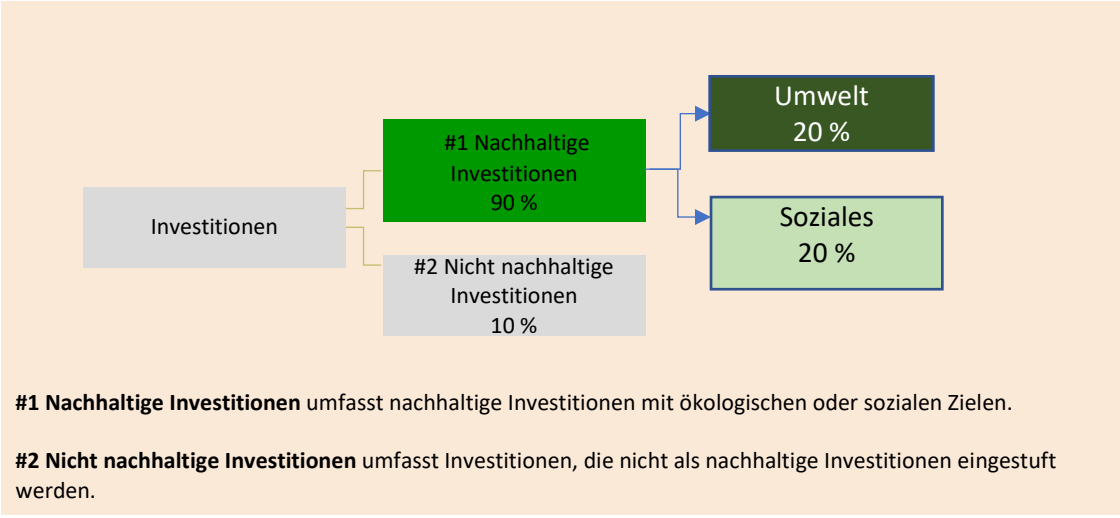 Umwelt
20 %
#1 Nachhaltige
Investitionen
90 %
Investitionen
Soziales
20 %
#2 Nicht nachhaltige
Investitionen
10 %
#1 Nachhaltige Investitionen umfasst nachhaltige Investitionen mit ökologischen oder sozialen Zielen.
#2 Nicht nachhaltige Investitionen umfasst Investitionen, die nicht als nachhaltige Investitionen eingestuft
werden.